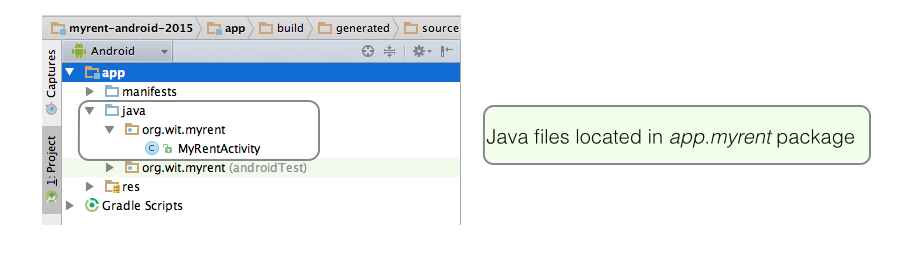 myrent-android-2015 app build generated source
Android
Captures
1: Project
app
manifests
java
org.wit.myrent
MyRentActivity
org.wit.myrent (androidTest)
res
Gradle Scripts
Java files located in app.myrent package